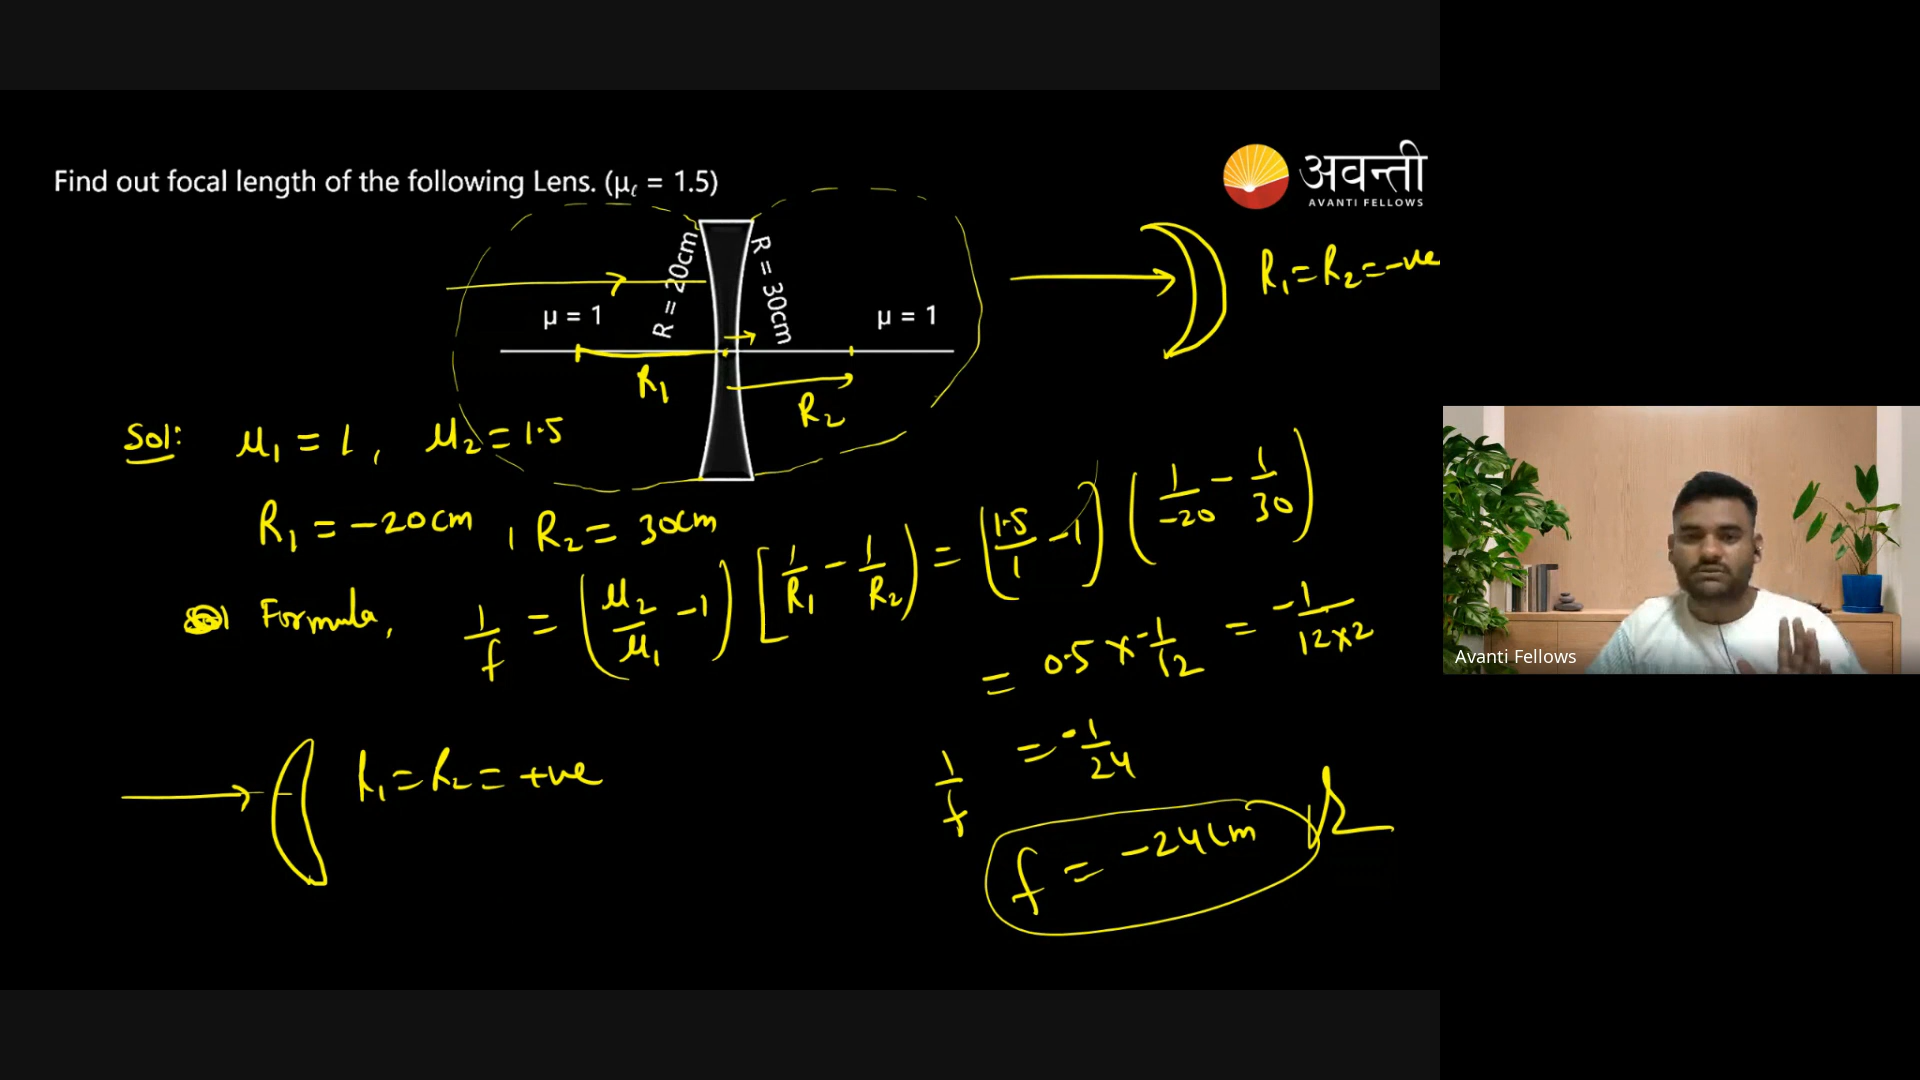 Find out focal length of the following Lens. (μℓ = 1.5)
अवन्ती
AVANTI FELLOWS
R = 20cm
R = 30cm
μ = 1
μ = 1
R₁
R₂
R₁ = R₂ = -ve
Sol: μ₁ = 1, μ₂ = 1.5
R₁ = -20cm, R₂ = 30cm
Formula, 1/f = (μ₂/μ₁ - 1) [1/R₁ - 1/R₂) = (1.5/1 - 1) (1/-20 - 1/30)
= 0.5 x -1/12 = -1/12x2
1/f = -1/24
f = -24cm
R₁ = R₂ = +ve
Avanti Fellows